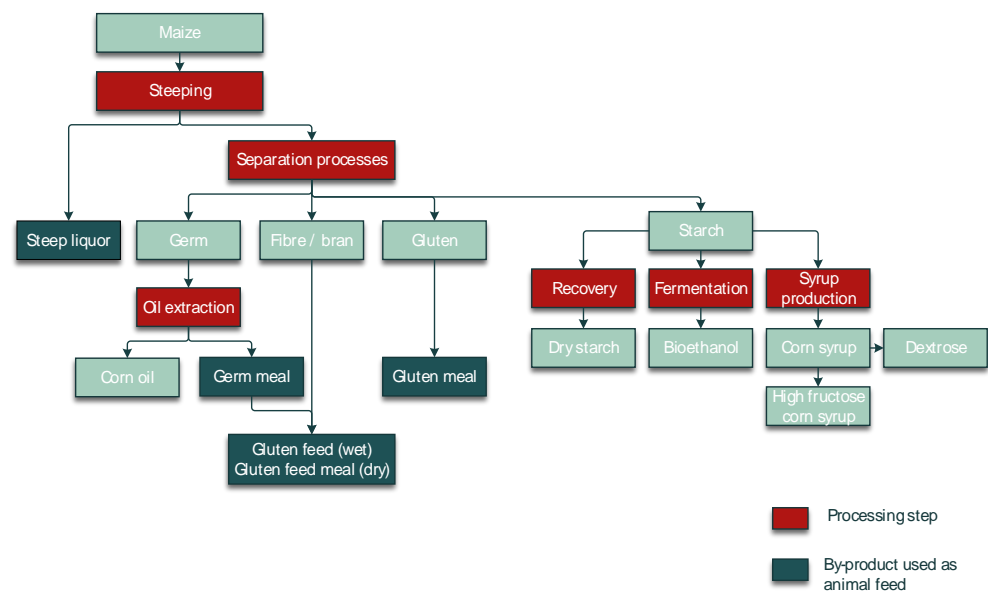 Maize
Steeping
Separation processes
Steep liquor
Germ
Fibre / bran
Gluten
Starch
Oil extraction
Recovery
Fermentation
Syrup
production
Corn oil
Germ meal
Gluten meal
Dry starch
Bioethanol
Corn syrup
Dextrose
High fructose
corn syrup
Gluten feed (wet)
Gluten feed meal (dry)
Processing step
By-product used as
animal feed